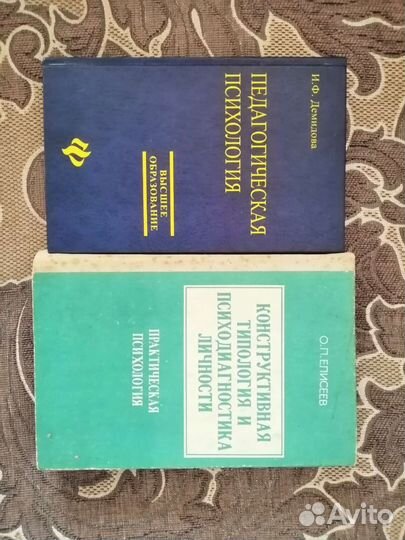 И.Ф. Демидова
ПЕДАГОГИЧЕСКАЯ
ПСИХОЛОГИЯ
ВЫСШЕЕ
ОБРАЗОВАНИЕ
О.П.ЕЛИСЕЕВ
КОНСТРУКТИВНАЯ
ТИПОЛОГИЯ И
ПСИХОДИАГНОСТИКА
ЛИЧНОСТИ
ПРАКТИЧЕСКАЯ
ПСИХОЛОГИЯ
Avito